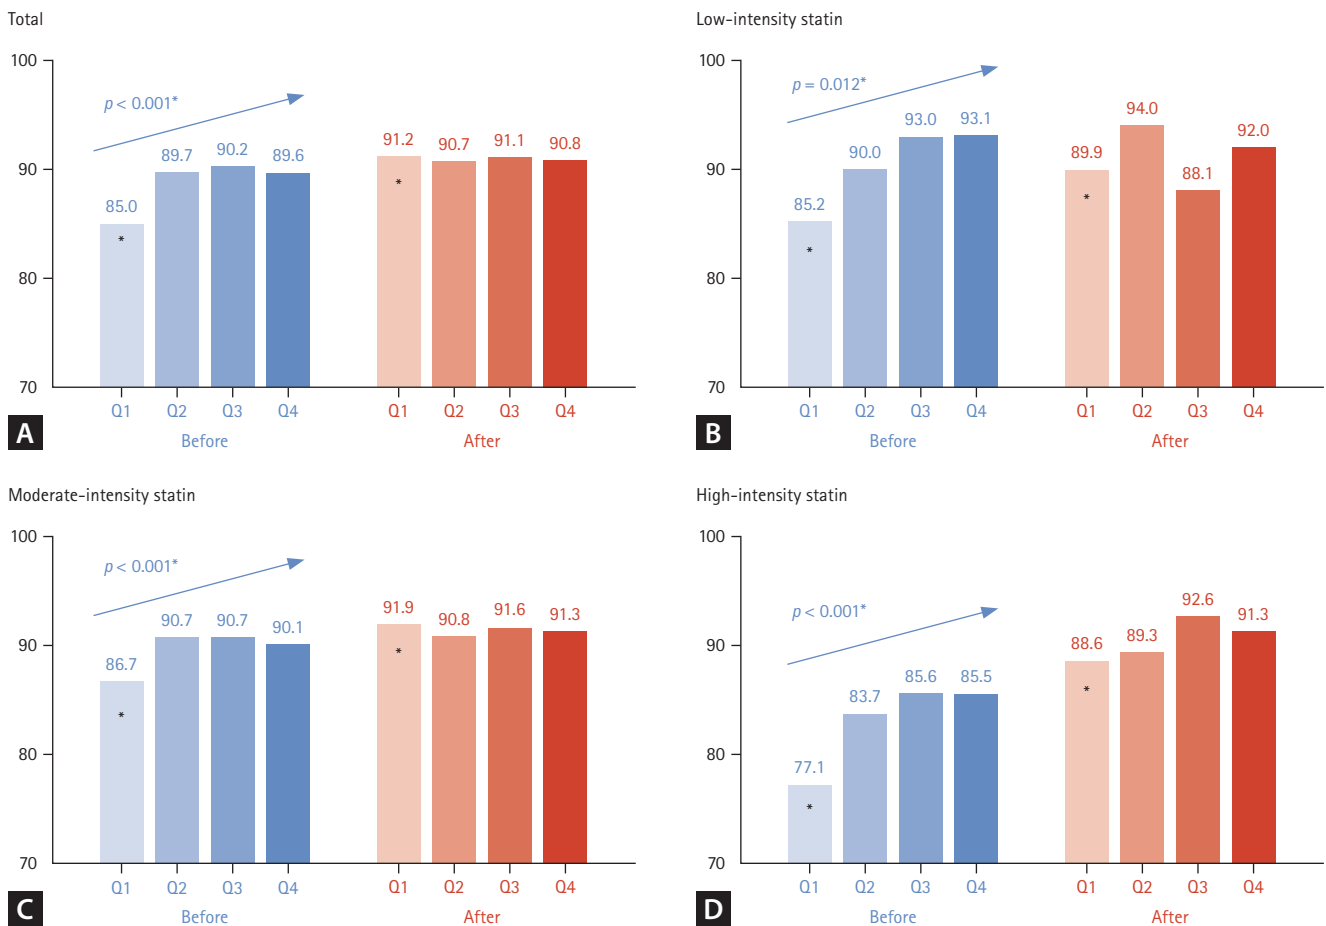 Total
100
90
80
70
p < 0.001*
85.0
89.7
90.2
89.6
91.2
90.7
91.1
90.8
*
*
Q1 Q2 Q3 Q4 Q1 Q2 Q3 Q4
Before After
A
Low-intensity statin
100
90
80
70
p = 0.012*
85.2
90.0
93.0
93.1
89.9
94.0
88.1
92.0
*
*
Q1 Q2 Q3 Q4 Q1 Q2 Q3 Q4
Before After
B
Moderate-intensity statin
100
90
80
70
p < 0.001*
86.7
90.7
90.7
90.1
91.9
90.8
91.6
91.3
*
*
Q1 Q2 Q3 Q4 Q1 Q2 Q3 Q4
Before After
C
High-intensity statin
100
90
80
70
p < 0.001*
77.1
83.7
85.6
85.5
88.6
89.3
92.6
91.3
*
*
Q1 Q2 Q3 Q4 Q1 Q2 Q3 Q4
Before After
D